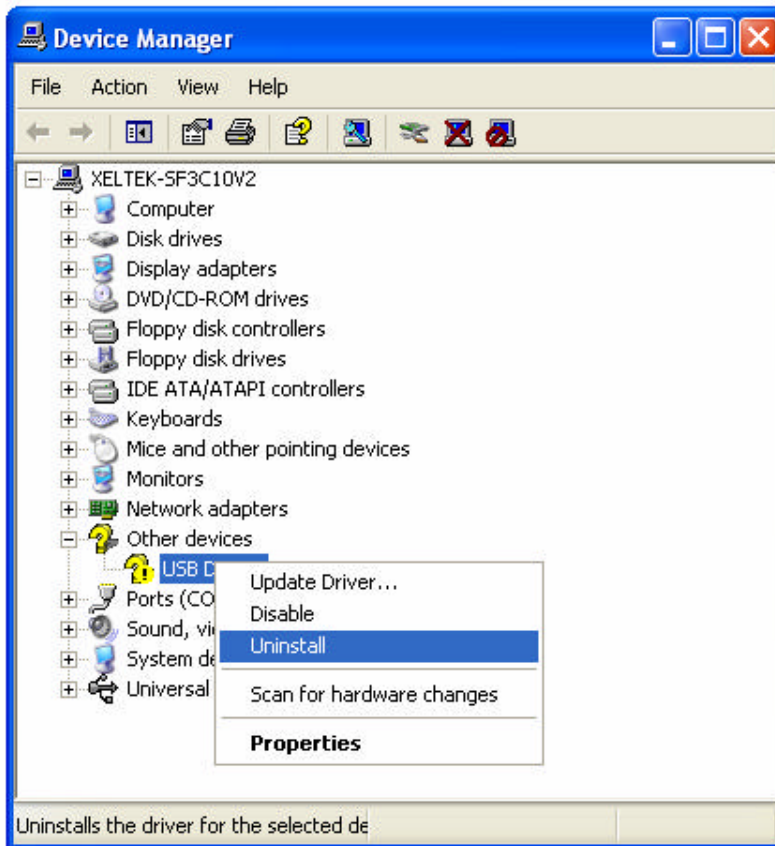 Device Manager
File Action View Help
XELTEK-SF3C10V2
Computer
Disk drives
Display adapters
DVD/CD-ROM drives
Floppy disk controllers
Floppy disk drives
IDE ATA/ATAPI controllers
Keyboards
Mice and other pointing devices
Monitors
Network adapters
Other devices
USB D
Ports (CO
Sound, vi
System de
Universal
Update Driver...
Disable
Uninstall
Scan for hardware changes
Properties
Uninstalls the driver for the selected de